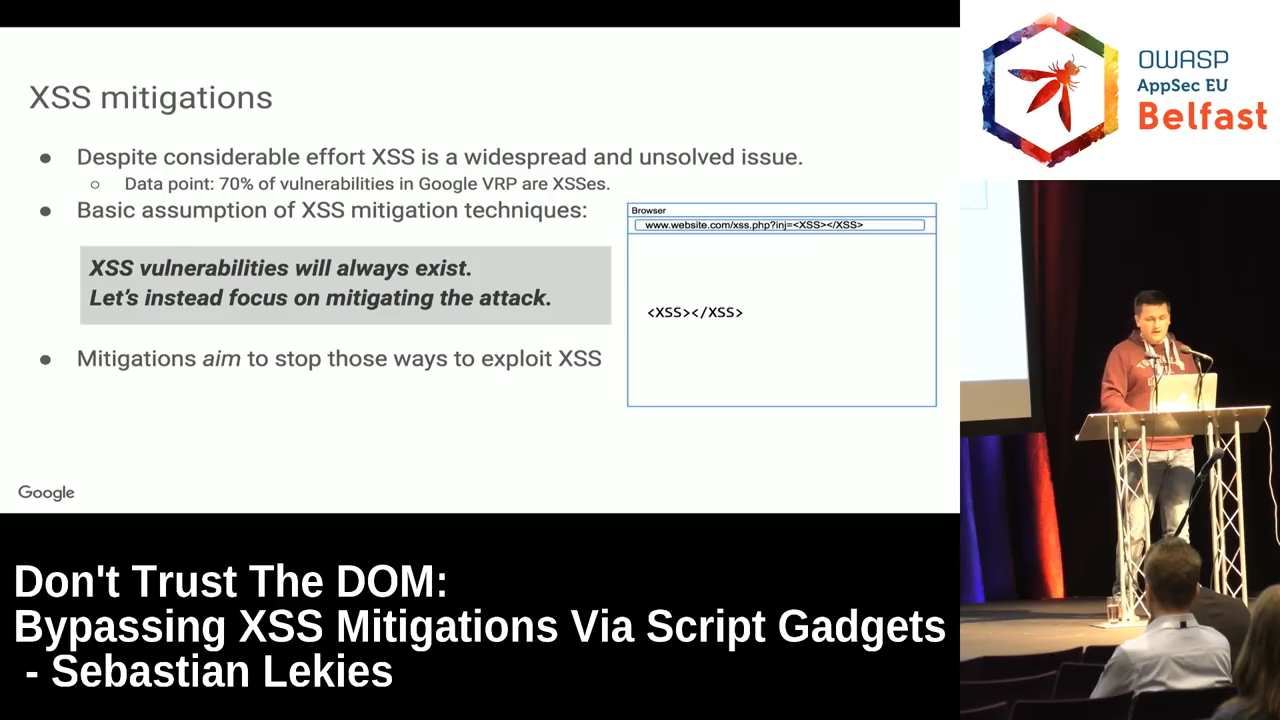 XSS mitigations
● Despite considerable effort XSS is a widespread and unsolved issue.
○ Data point: 70% of vulnerabilities in Google VRP are XSSes.
● Basic assumption of XSS mitigation techniques:
XSS vulnerabilities will always exist.
Let's instead focus on mitigating the attack.
● Mitigations aim to stop those ways to exploit XSS
Browser
www.website.com/xss.php?inj=<XSS></XSS>
<XSS></XSS>
Google
OWASP
AppSec EU
Belfast
Don't Trust The DOM:
Bypassing XSS Mitigations Via Script Gadgets
- Sebastian Lekies